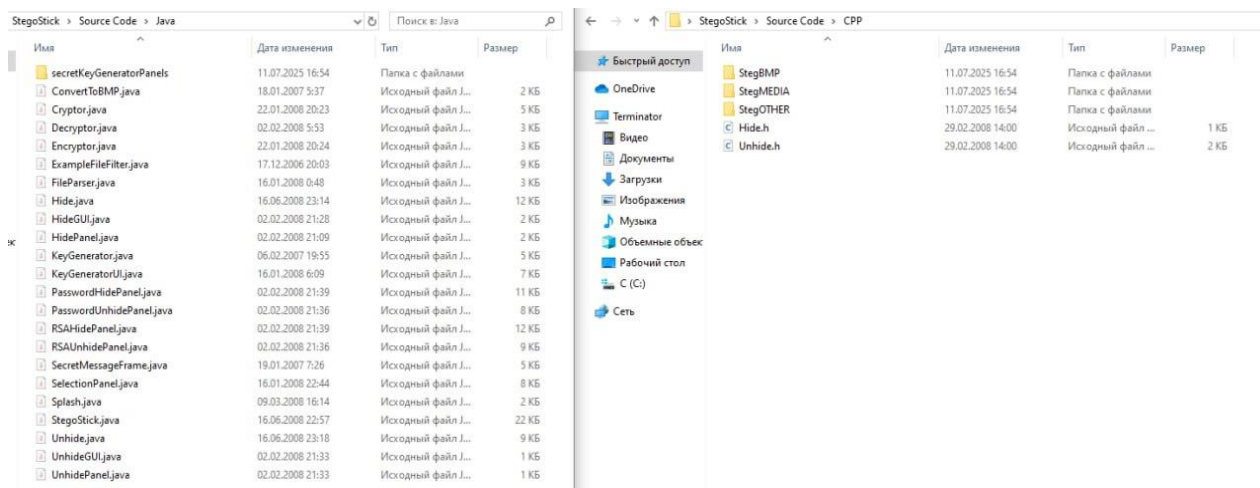 StegoStick > Source Code > Java
Поиск в: Java
Имя Дата изменения Тип Размер
secretKeyGeneratorPanels 11.07.2025 16:54 Папка с файлами
ConvertToBMP.java 18.01.2007 5:37 Исходный файл J... 2 КБ
Cryptor.java 22.01.2008 20:23 Исходный файл J... 5 КБ
Decryptor.java 02.02.2008 5:53 Исходный файл J... 3 КБ
Encryptor.java 22.01.2008 20:24 Исходный файл J... 3 КБ
ExampleFileFilter.java 17.12.2006 20:03 Исходный файл J... 9 КБ
FileParser.java 16.01.2008 0:48 Исходный файл J... 3 КБ
Hide.java 16.06.2008 23:14 Исходный файл J... 12 КБ
HideGUI.java 02.02.2008 21:28 Исходный файл J... 2 КБ
HidePanel.java 02.02.2008 21:09 Исходный файл J... 2 КБ
KeyGenerator.java 06.02.2007 19:55 Исходный файл J... 5 КБ
KeyGeneratorUI.java 16.01.2008 6:09 Исходный файл J... 7 КБ
PasswordHidePanel.java 02.02.2008 21:39 Исходный файл J... 11 КБ
PasswordUnhidePanel.java 02.02.2008 21:36 Исходный файл J... 8 КБ
RSAHidePanel.java 02.02.2008 21:39 Исходный файл J... 12 КБ
RSAUnhidePanel.java 02.02.2008 21:36 Исходный файл J... 9 КБ
SecretMessageFrame.java 19.01.2007 7:26 Исходный файл J... 5 КБ
SelectionPanel.java 16.01.2008 22:44 Исходный файл J... 8 КБ
Splash.java 09.03.2008 16:14 Исходный файл J... 2 КБ
StegoStick.java 16.06.2008 22:57 Исходный файл J... 22 КБ
Unhide.java 16.06.2008 23:18 Исходный файл J... 9 КБ
UnhideGUI.java 02.02.2008 21:33 Исходный файл J... 1 КБ
UnhidePanel.java 02.02.2008 21:33 Исходный файл J... 1 КБ
> StegoStick > Source Code > CPP
Быстрый доступ
OneDrive
Terminator
Видео
Документы
Загрузки
Изображения
Музыка
Объемные объек
Рабочий стол
C (C:)
Сеть
Имя Дата изменения Тип Размер
StegBMP 11.07.2025 16:54 Папка с файлами
StegMEDIA 11.07.2025 16:54 Папка с файлами
StegOTHER 11.07.2025 16:54 Папка с файлами
Hide.h 29.02.2008 14:00 Исходный файл ... 1 КБ
Unhide.h 29.02.2008 14:00 Исходный файл ... 2 КБ